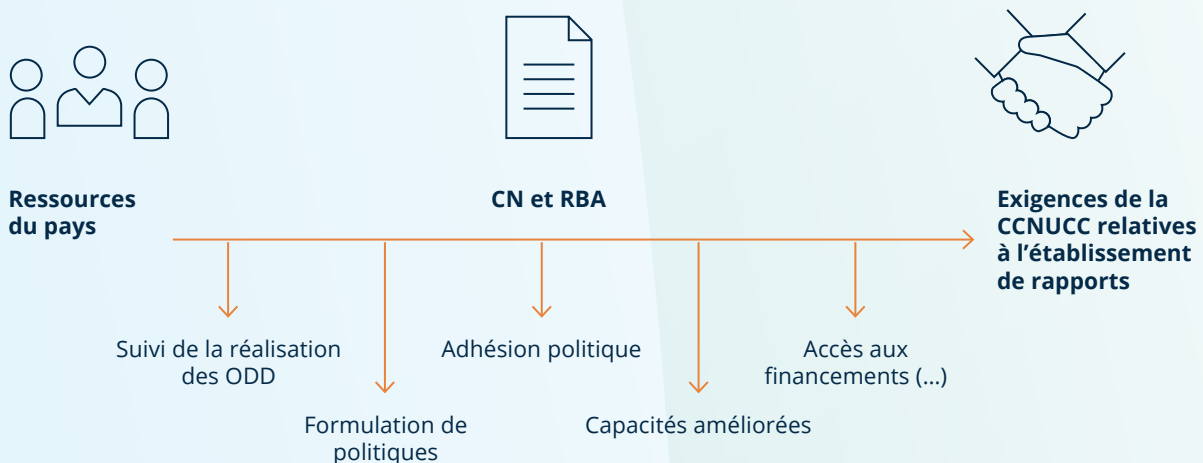 Ressources
du pays
CN et RBA
Exigences de la
CCNUCC relatives
à l’établissement
de rapports
Suivi de la réalisation
des ODD
Formulation de
politiques
Adhésion politique
Capacités améliorées
Accès aux
financements (...)